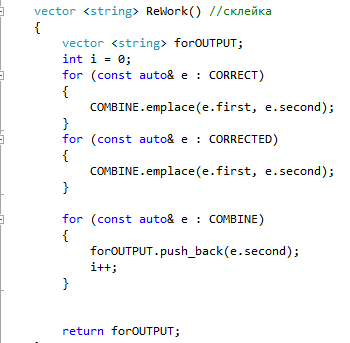 vector <string> ReWork() //склейка
{
    vector <string> forOUTPUT;
    int i = 0;
    for (const auto& e : CORRECT)
    {
        COMBINE.emplace(e.first, e.second);
    }
    for (const auto& e : CORRECTED)
    {
        COMBINE.emplace(e.first, e.second);
    }
    for (const auto& e : COMBINE)
    {
        forOUTPUT.push_back(e.second);
        i++;
    }
    return forOUTPUT;